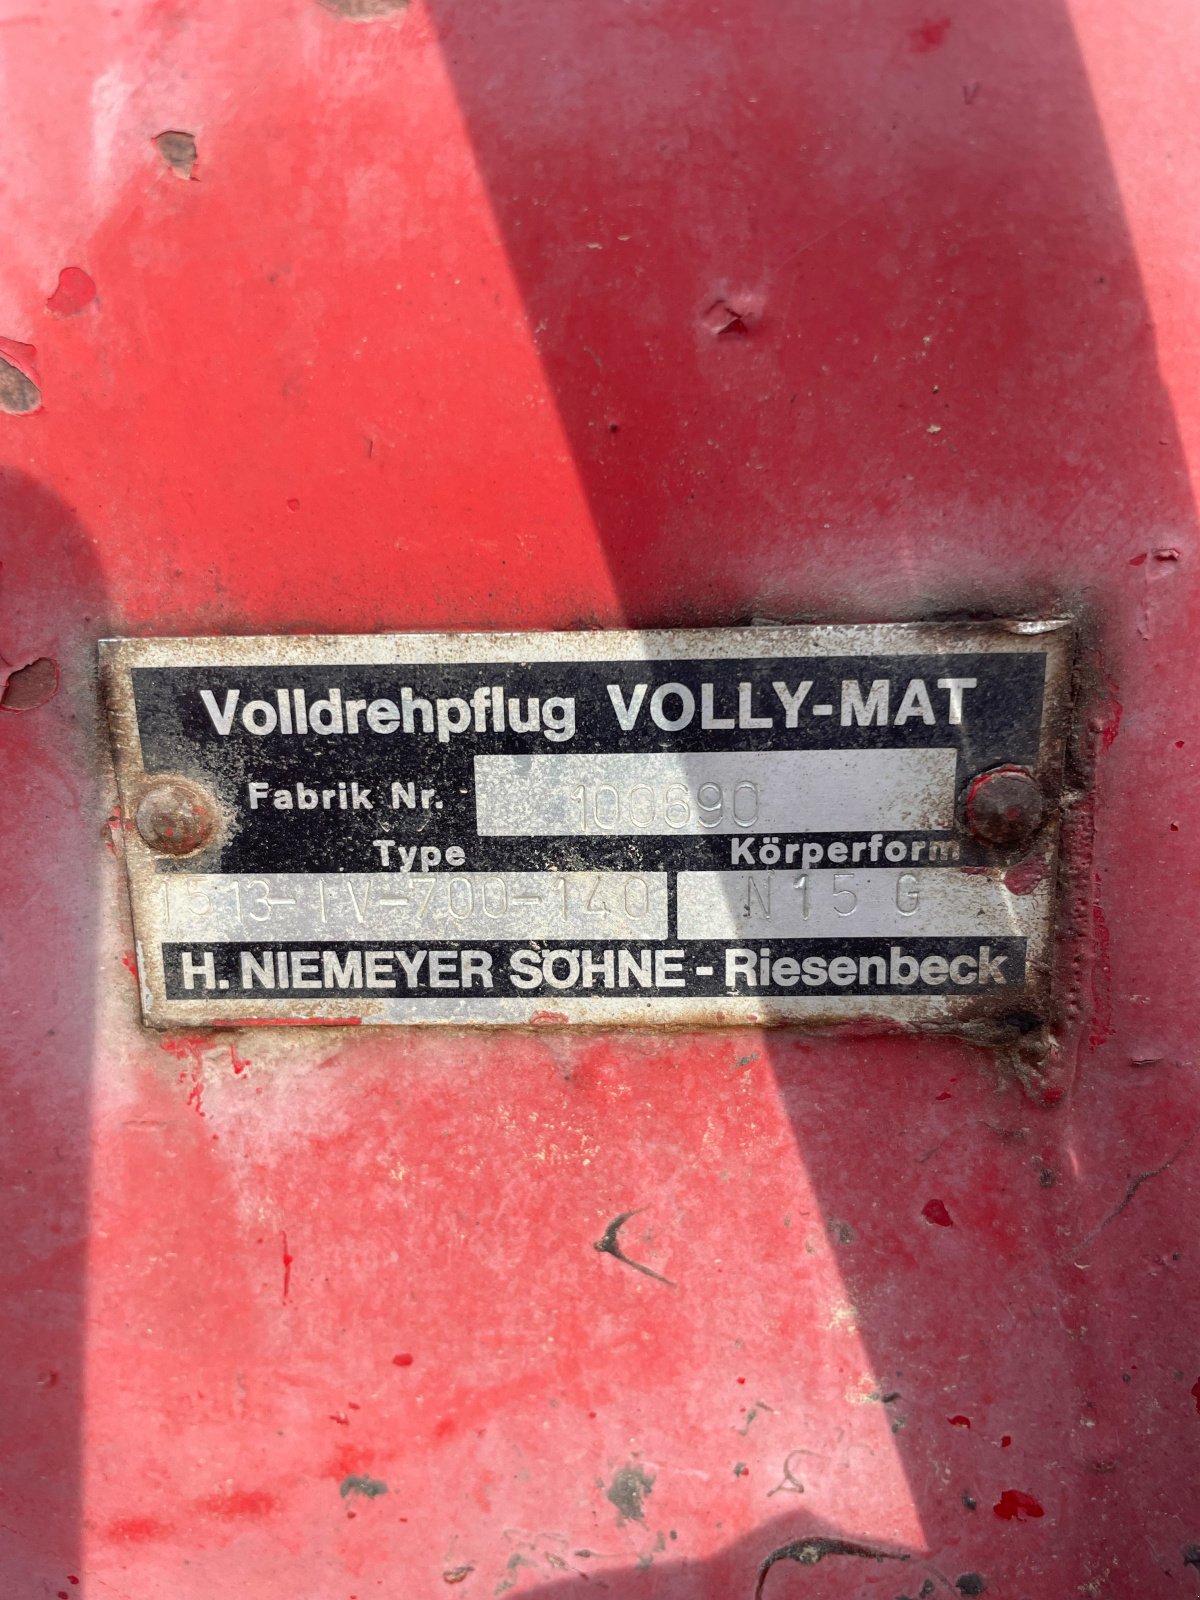 Volldrehpflug VOLLY-MAT
Fabrik Nr. 100690
Type Körperform
1513-IV-700-140 N15 G
H. NIEMEYER SÖHNE - Riesenbeck